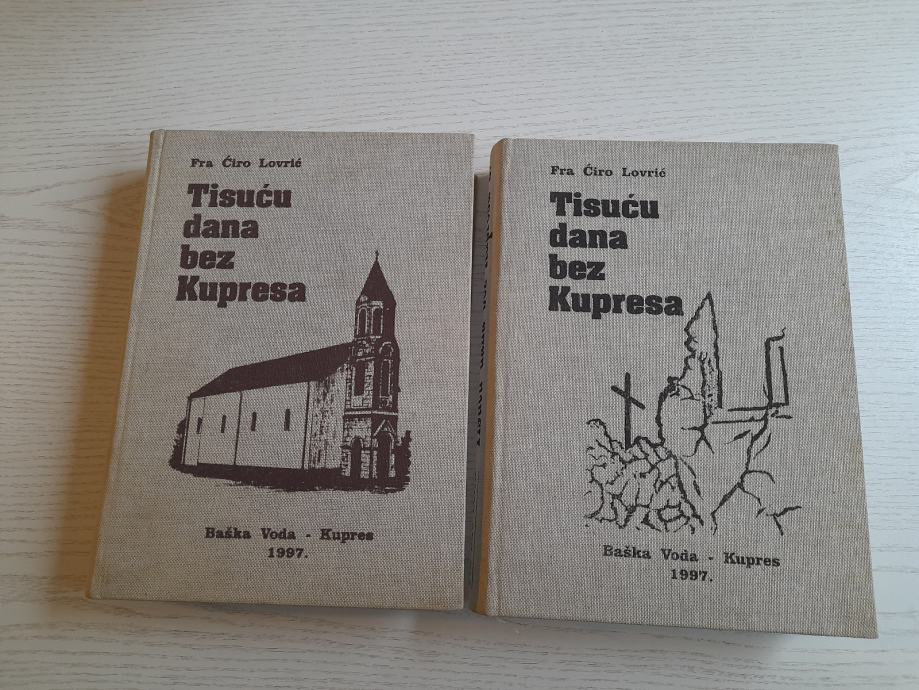 Fra Ćiro Lovrić
Tisuću
dana
bez
Kupresa
Baška Voda - Kupres
1997.
Fra Ćiro Lovrić
Tisuću
dana
bez
Kupresa
Baška Voda - Kupres
1997.